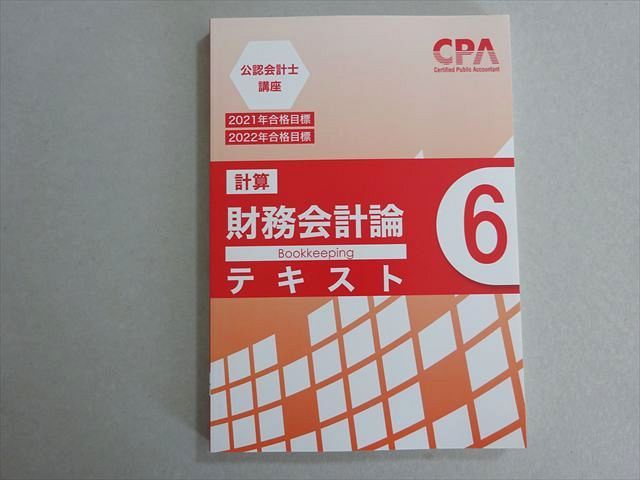 公認会計士
講座
CPA
Certified Public Accountant
2021年合格目標
2022年合格目標
計算
財務会計論
Bookkeeping
テキスト
6